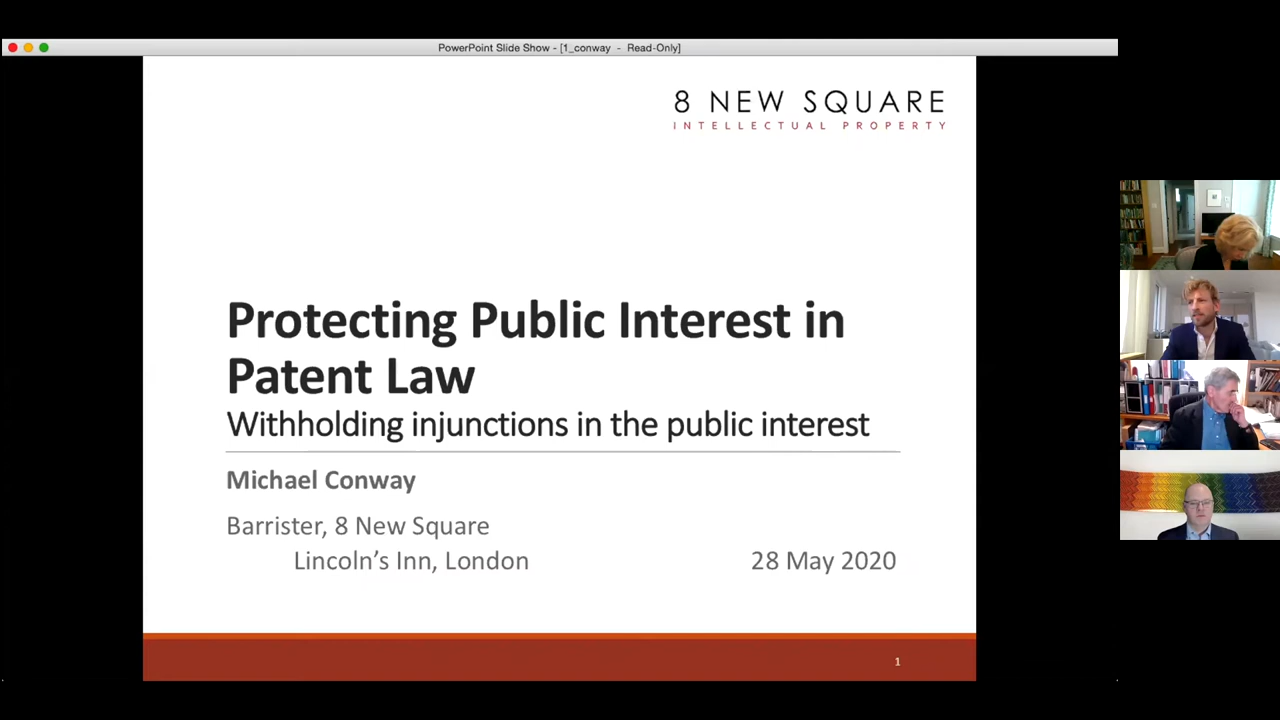 PowerPoint Slide Show - [1_conway - Read-Only]
8 NEW SQUARE
INTELLECTUAL PROPERTY
Protecting Public Interest in
Patent Law
Withholding injunctions in the public interest
Michael Conway
Barrister, 8 New Square
Lincoln’s Inn, London 28 May 2020
1